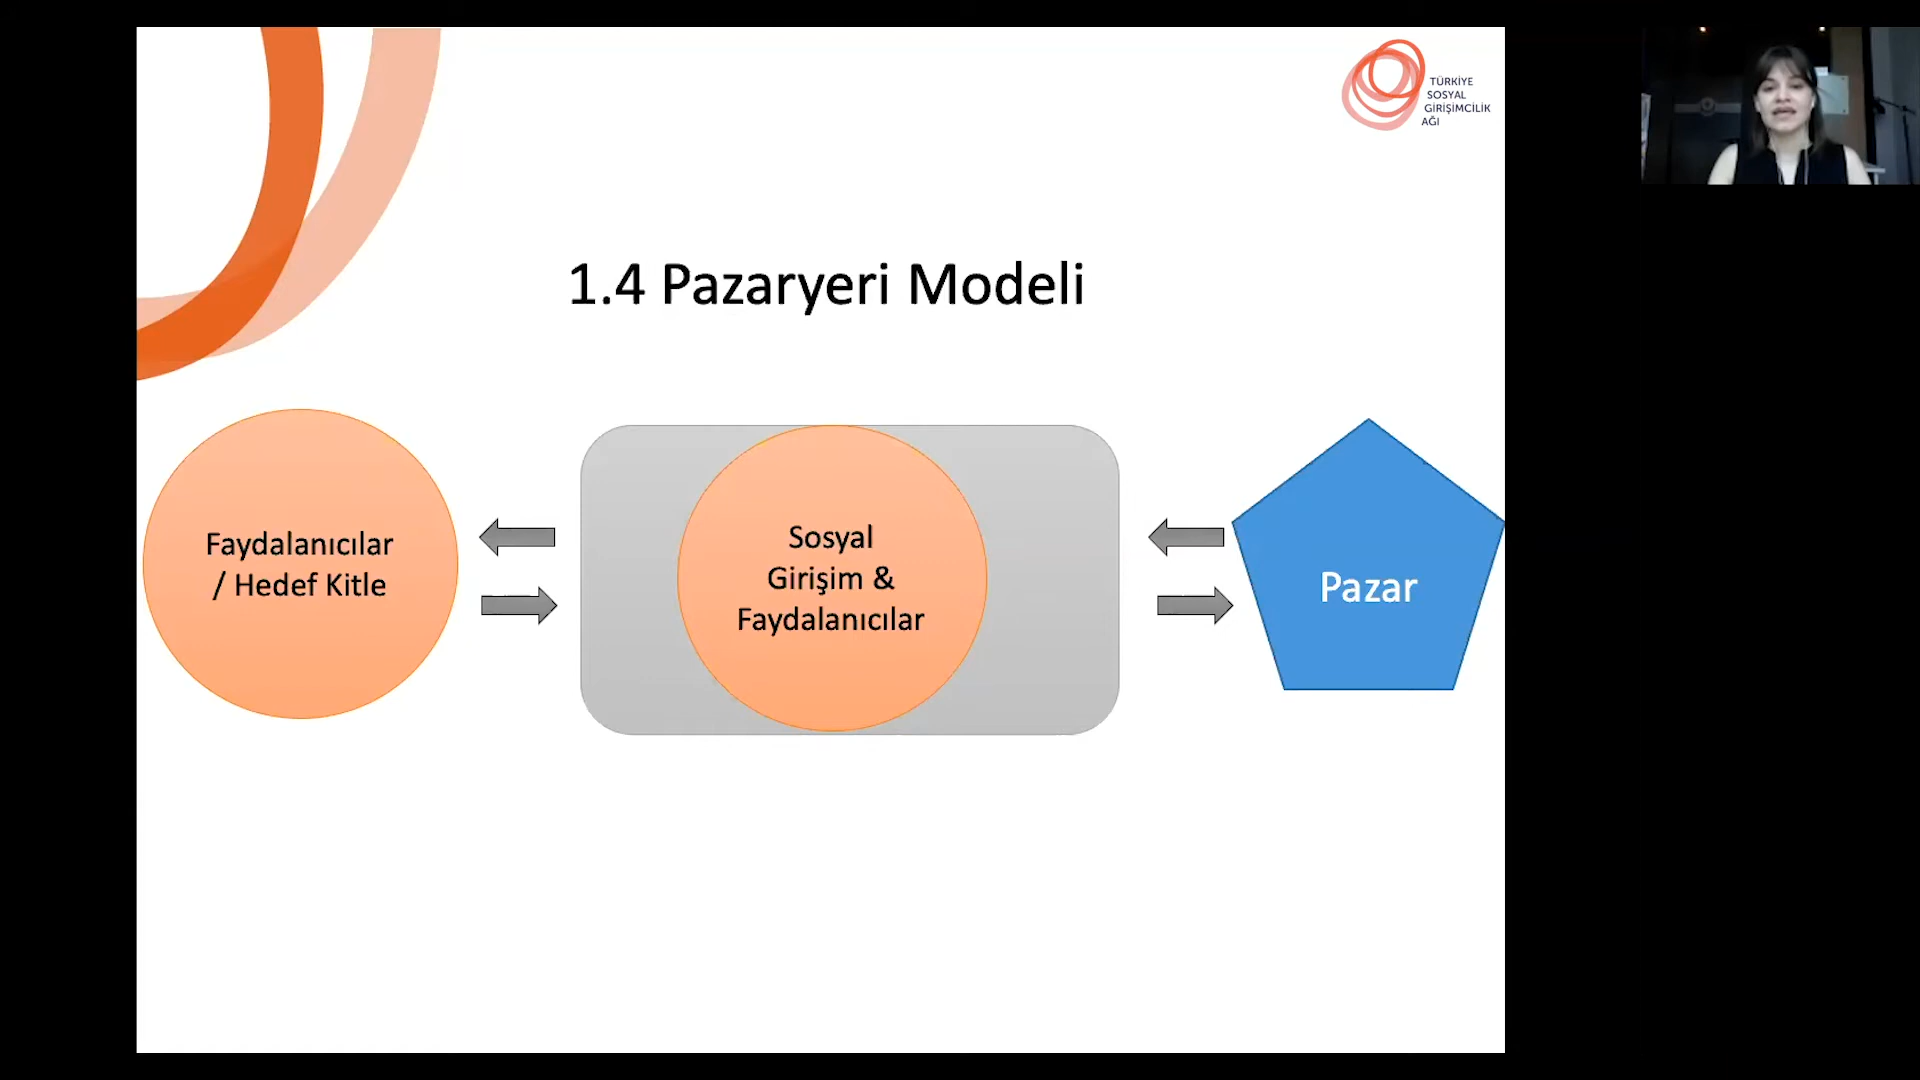 TÜRKİYE
SOSYAL
GİRİŞİMCİLİK
AĞI
1.4 Pazaryeri Modeli
Faydalanıcılar
/ Hedef Kitle
Sosyal
Girişim &
Faydalanıcılar
Pazar